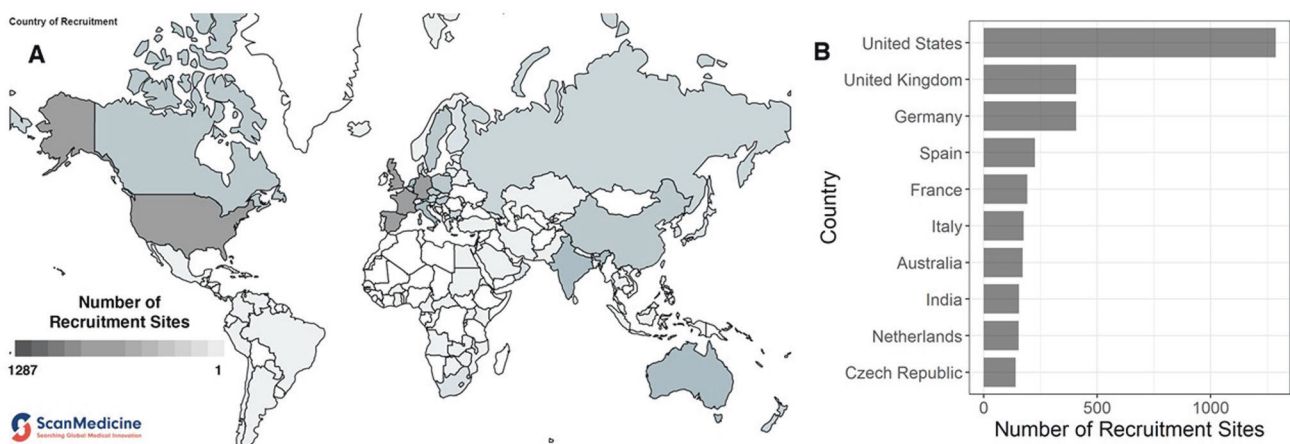 Country of Recruitment
A
Number of
Recruitment Sites
1287
1
ScanMedicine
Searching Global Medical Innovation
B
Country
United States
United Kingdom
Germany
Spain
France
Italy
Australia
India
Netherlands
Czech Republic
0
500
1000
Number of Recruitment Sites